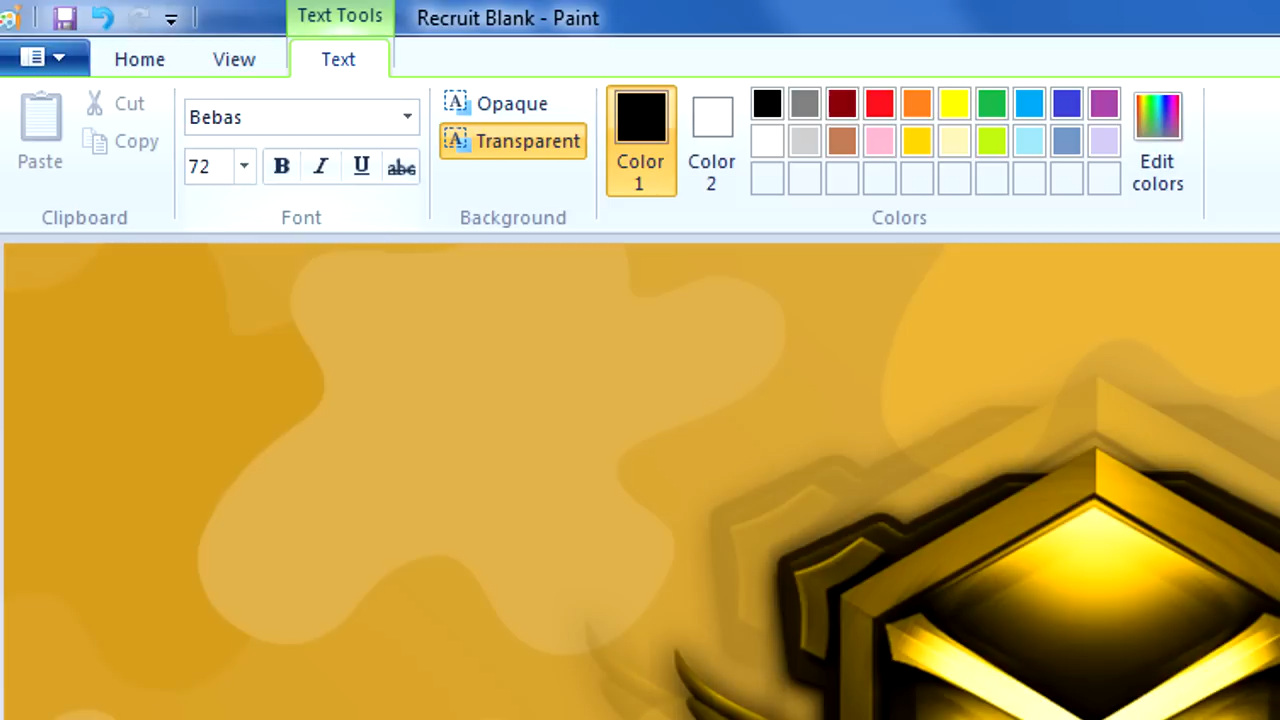 Text Tools
Recruit Blank - Paint
Home
View
Text
Paste
Cut
Copy
Clipboard
Bebas
72
B I U abc
Font
A Opaque
A Transparent
Background
Color 1
Color 2
Edit colors
Colors